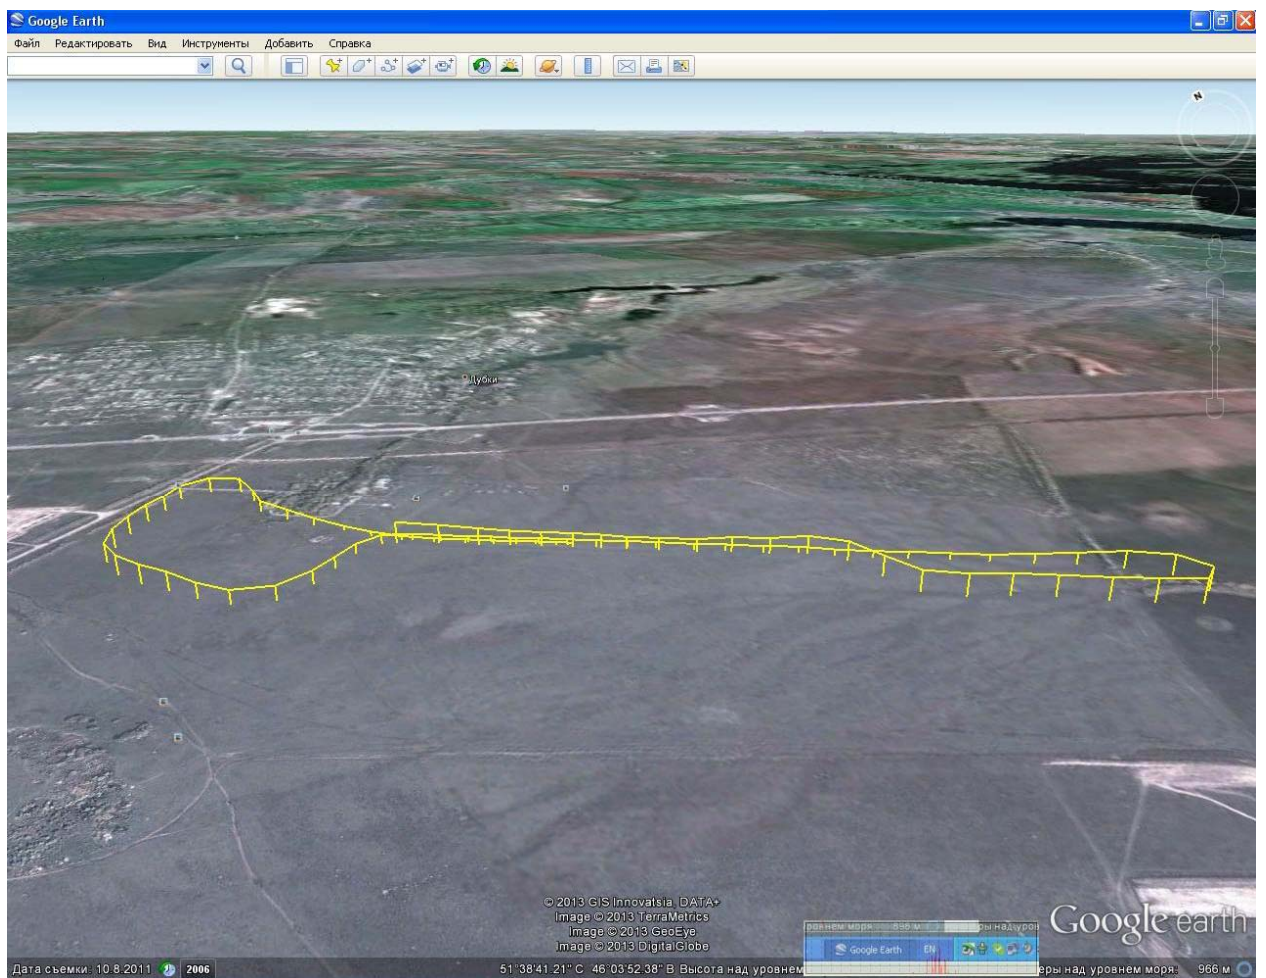 Google Earth
Файл Редактировать Вид Инструменты Добавить Справка
N
Дубки
© 2013 GIS Innovatsia, DATA+
Image © 2013 TerraMetrics
Image © 2013 GeoEye
Image © 2013 DigitalGlobe
Google earth
Google Earth EN
Дата съемки: 10.8.2011 2006 51°38'41.21" С 46°03'52.38" В Высота над уровнем еры над уровнем моря: 966 м